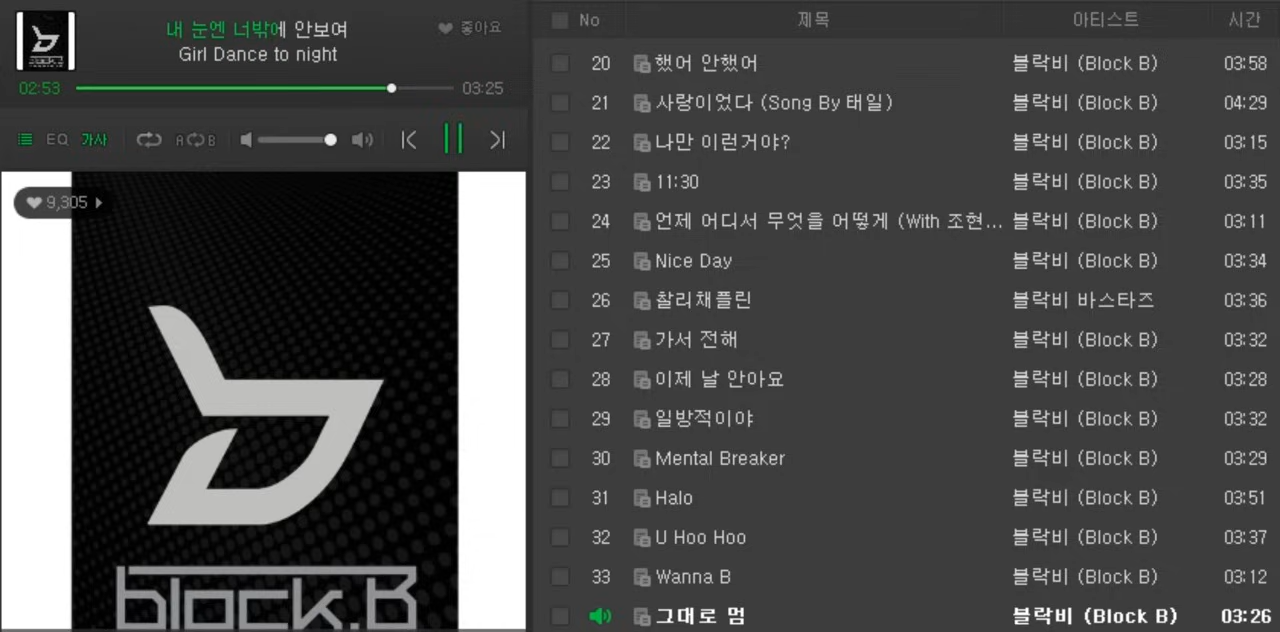 내 눈엔 너밖에 안보여
Girl Dance to night
좋아요
02:53
03:25
EQ 가사
A B
9,305
block.B
No 제목 아티스트 시간
20 했어 안했어 블락비 (Block B) 03:58
21 사랑이었다 (Song By 태일) 블락비 (Block B) 04:29
22 나만 이런거야? 블락비 (Block B) 03:15
23 11:30 블락비 (Block B) 03:35
24 언제 어디서 무엇을 어떻게 (With 조현... 블락비 (Block B) 03:11
25 Nice Day 블락비 (Block B) 03:34
26 찰리채플린 블락비 바스타즈 03:36
27 가서 전해 블락비 (Block B) 03:32
28 이제 날 안아요 블락비 (Block B) 03:28
29 일방적이야 블락비 (Block B) 03:32
30 Mental Breaker 블락비 (Block B) 03:29
31 Halo 블락비 (Block B) 03:51
32 U Hoo Hoo 블락비 (Block B) 03:37
33 Wanna B 블락비 (Block B) 03:12
그대로 멈 블락비 (Block B) 03:26